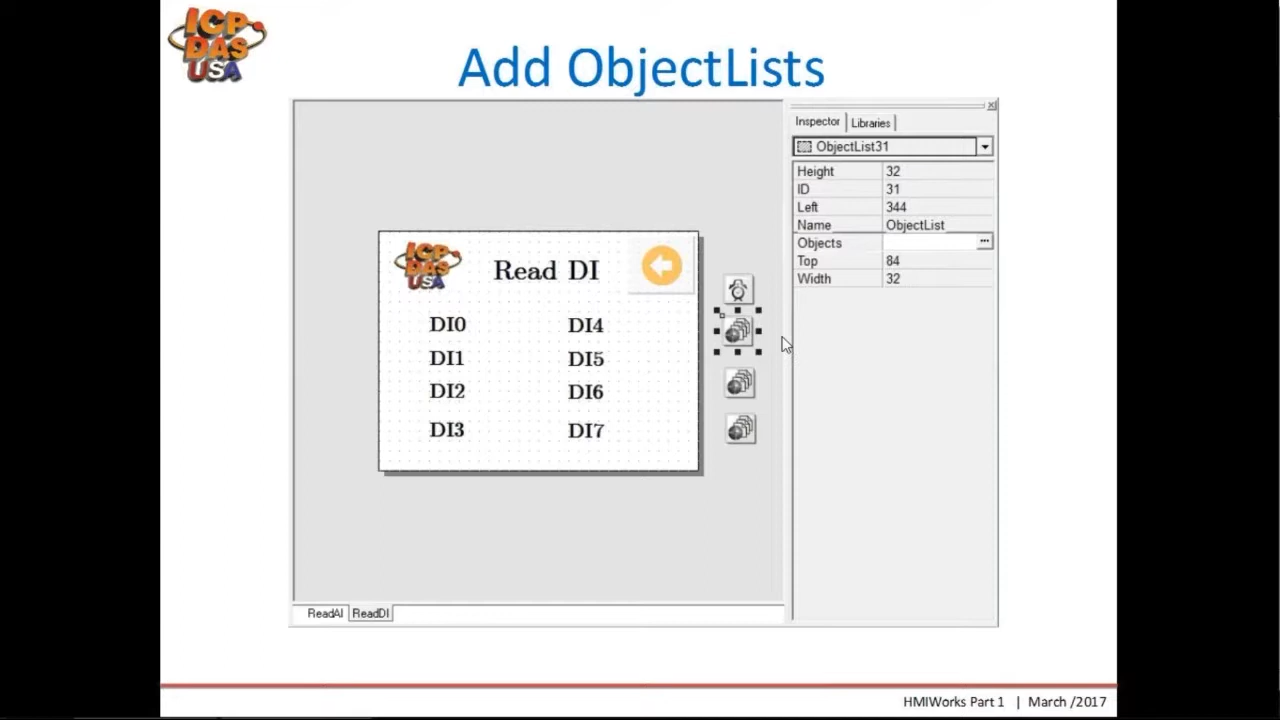 ICP
DAS
USA
Add ObjectLists
Inspector Libraries
ObjectList31
Height 32
ID 31
Left 344
Name ObjectList
Objects ...
Top 84
Width 32
ICP
DAS
USA
Read DI
DI0 DI4
DI1 DI5
DI2 DI6
DI3 DI7
ReadAI ReadDI
HMIWorks Part 1 | March /2017